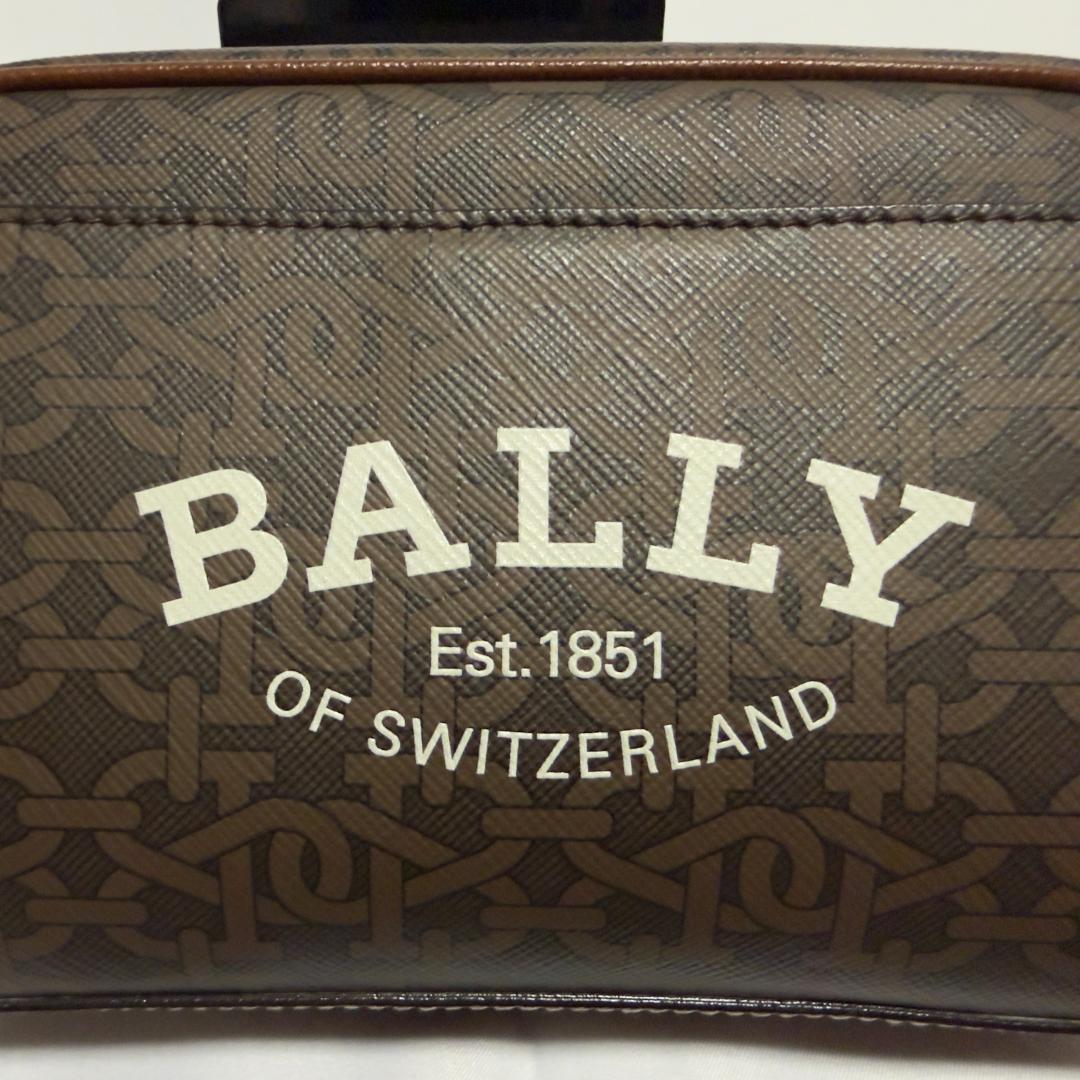 BALLY
Est.1851
OF SWITZERLAND